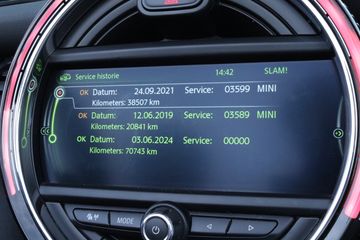 Service historie 14:42 SLAM!
OK Datum: 24.09.2021 Service: 03599 MINI
Kilometers: 38507 km
OK Datum: 12.06.2019 Service: 03589 MINI
Kilometers: 20841 km
OK Datum: 03.06.2024 Service: 00000
Kilometers: 70743 km
MODE